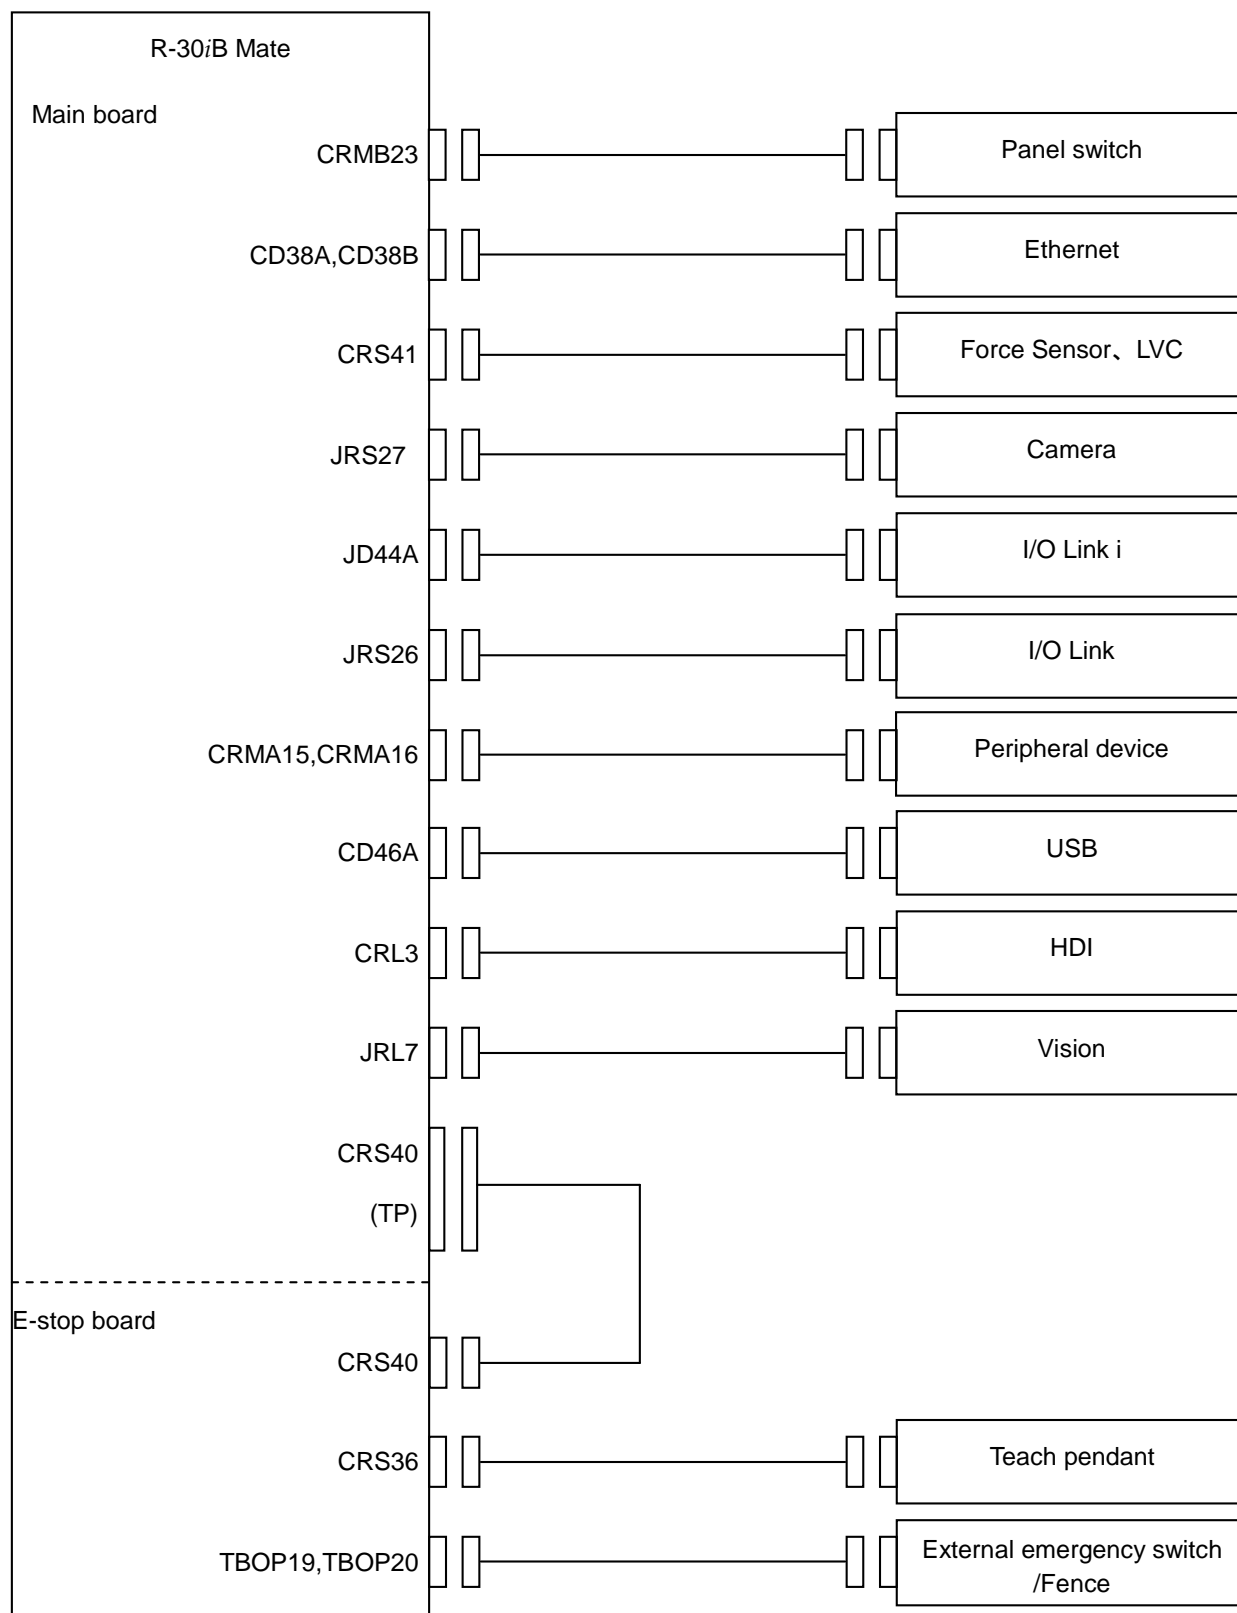 R-30iB Mate
Main board
CRMB23
Panel switch
CD38A,CD38B
Ethernet
CRS41
Force Sensor、LVC
JRS27
Camera
JD44A
I/O Link i
JRS26
I/O Link
CRMA15,CRMA16
Peripheral device
CD46A
USB
CRL3
HDI
JRL7
Vision
CRS40
(TP)
E-stop board
CRS40
CRS36
Teach pendant
TBOP19,TBOP20
External emergency switch
/Fence